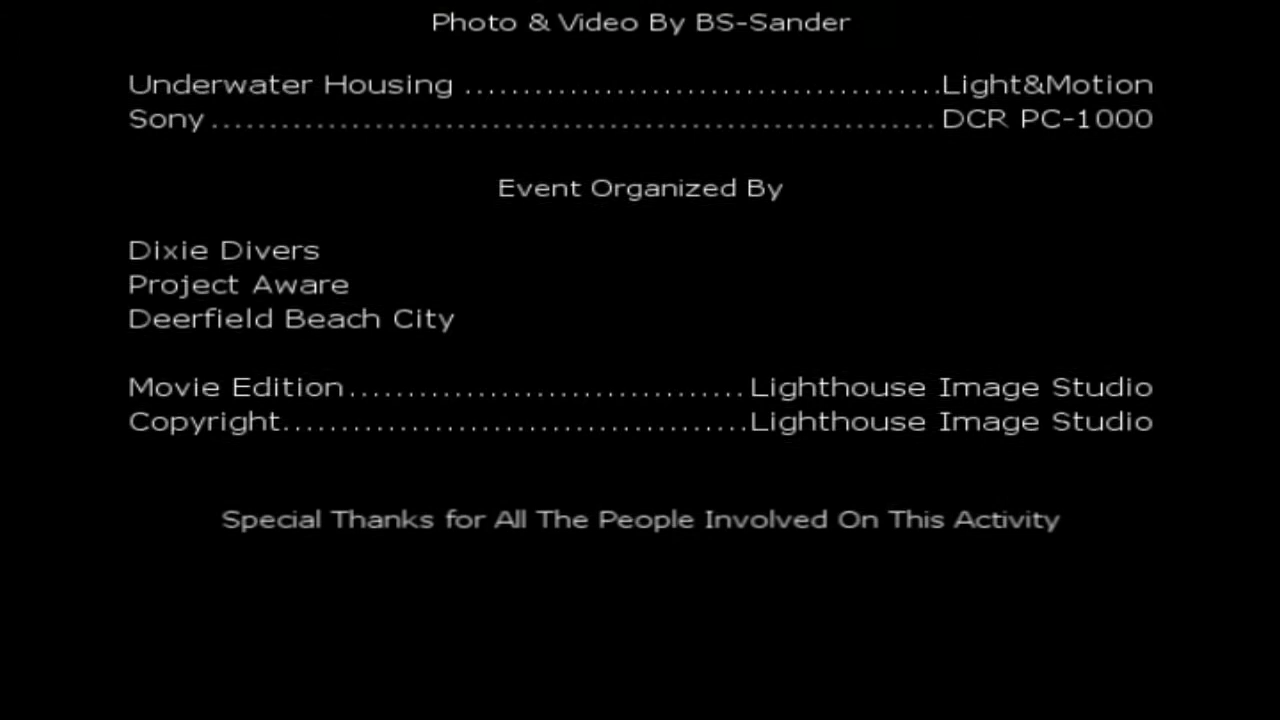 Photo & Video By BS-Sander
Underwater Housing ........................................Light&Motion
Sony.............................................................. DCR PC-1000
Event Organized By
Dixie Divers
Project Aware
Deerfield Beach City
Movie Edition..................................Lighthouse Image Studio
Copyright........................................Lighthouse Image Studio
Special Thanks for All The People Involved On This Activity